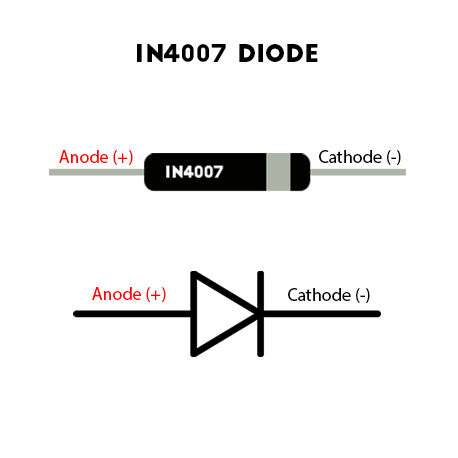 IN4007 DIODE
Anode (+)
Cathode (-)
IN4007
Anode (+)
Cathode (-)